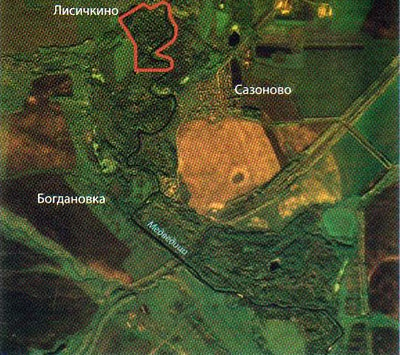 Лисичкино
Сазоново
Богдановка
Медведица